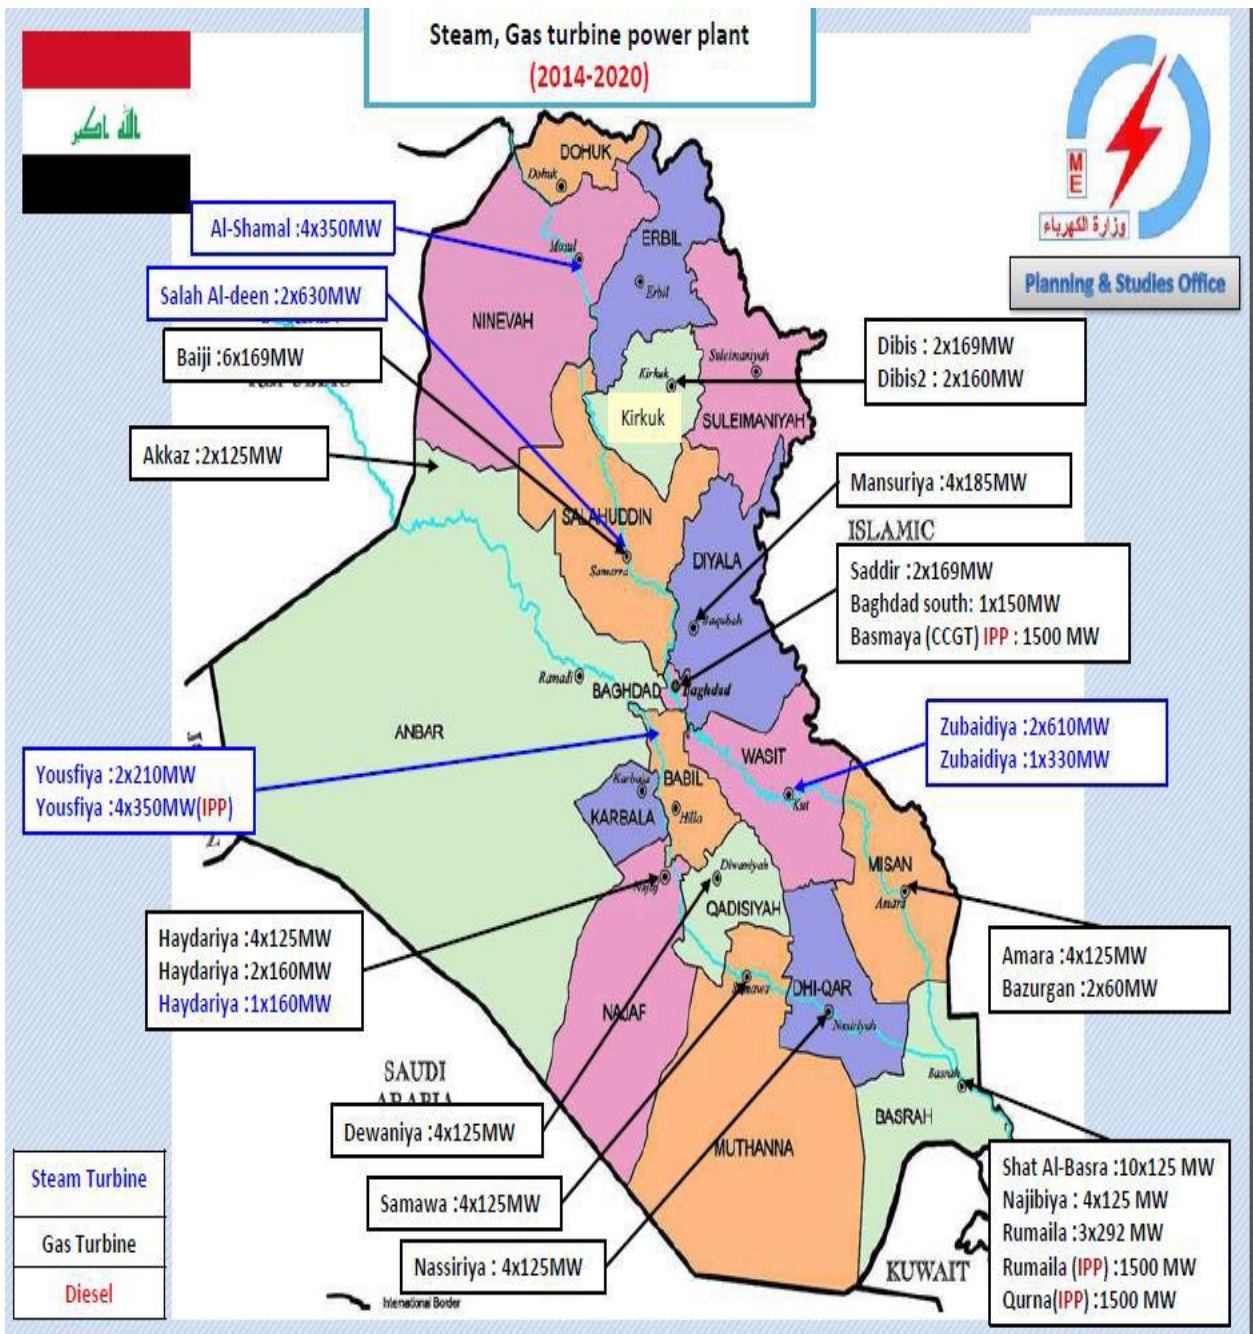 Steam, Gas turbine power plant
(2014-2020)
الله اكبر
M
E
وزارة الكهرباء
Planning & Studies Office
DOHUK
Dohuk
Al-Shamal :4x350MW
ERBIL
Mosul
Erbil
Salah Al-deen :2x630MW
NINEVAH
Baiji :6x169MW
Dibis : 2x169MW
Dibis2 : 2x160MW
Suleimaniyah
Kirkuk
Kirkuk
SULEIMANIYAH
Akkaz :2x125MW
Mansuriya :4x185MW
SALAHUDDIN
ISLAMIC
DIYALA
Samarra
Saddir :2x169MW
Baghdad south: 1x150MW
Basmaya (CCGT) IPP : 1500 MW
Baqubah
Ramadi
BAGHDAD
Baghdad
ANBAR
Zubaidiya :2x610MW
Zubaidiya :1x330MW
WASIT
Yousfiya :2x210MW
Yousfiya :4x350MW(IPP)
BABIL
Karbala
Kut
Hilla
KARBALA
MISAN
Diwaniyah
Najaf
Amara
QADISIYAH
Haydariya :4x125MW
Haydariya :2x160MW
Haydariya :1x160MW
Amara :4x125MW
Bazurgan :2x60MW
Samawa
DHI-QAR
NAJAF
Nasiriyah
SAUDI
ARABIA
Basrah
BASRAH
Dewaniya :4x125MW
MUTHANNA
Shat Al-Basra :10x125 MW
Najibiya : 4x125 MW
Rumaila :3x292 MW
Rumaila (IPP) :1500 MW
Qurna(IPP) :1500 MW
Steam Turbine
Gas Turbine
Diesel
Samawa :4x125MW
Nassiriya : 4x125MW
KUWAIT
International Border